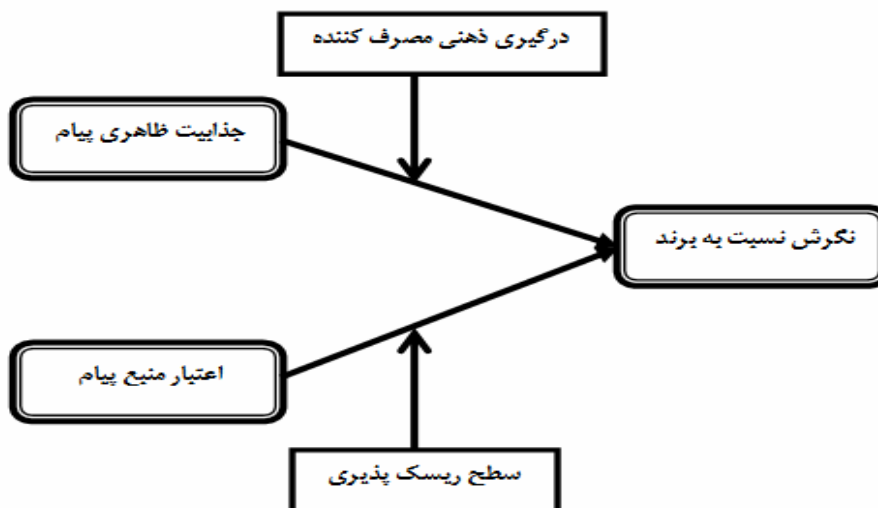 درگیری ذهنی مصرف کننده
جذابیت ظاهری پیام
نگرش نسبت به برند
اعتبار منبع پیام
سطح ریسک پذیری